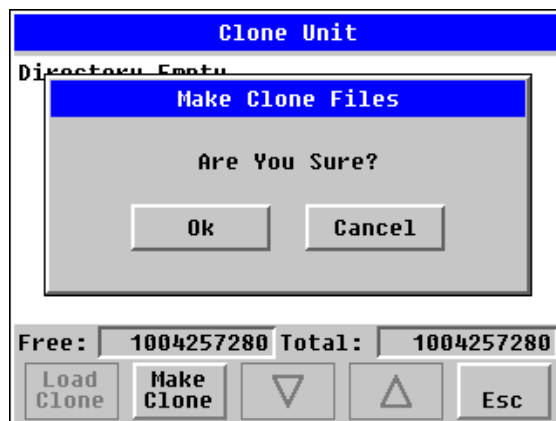 Clone Unit
Directory Empty
Make Clone Files
Are You Sure?
Ok Cancel
Free: 1004257280 Total: 1004257280
Load Clone
Make Clone
Esc